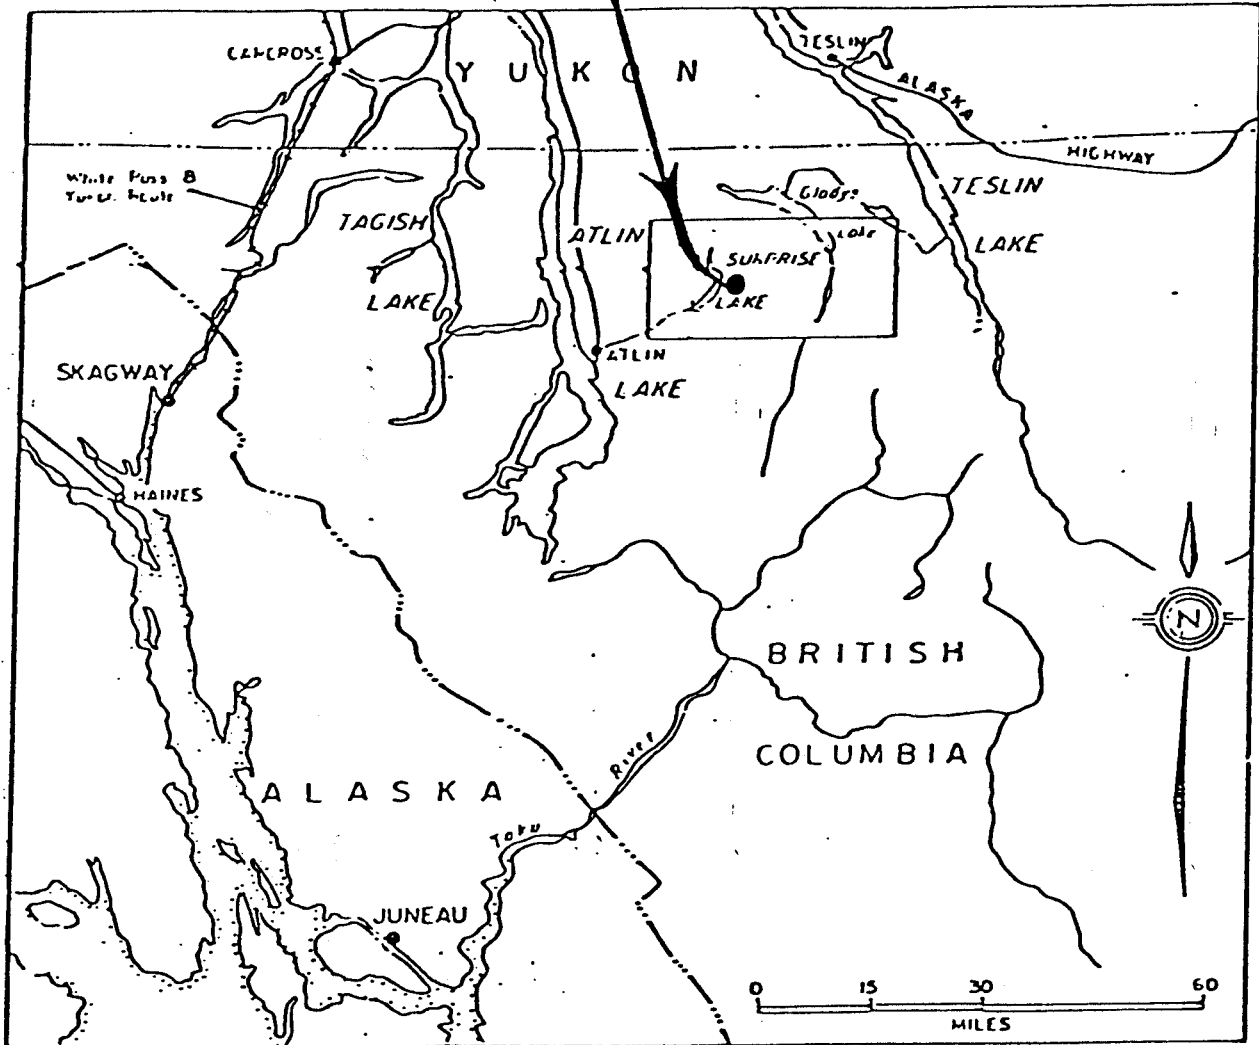 TESLIN
YUKON
ALASKA
HIGHWAY
TESLIN
LAKE
TAGISH
LAKE
ATLIN
LAKE
SURPRISE
LAKE
ATLIN
SKAGWAY
HAINES
N
BRITISH
COLUMBIA
River
ALASKA
JUNEAU
0 15 30 60
MILES